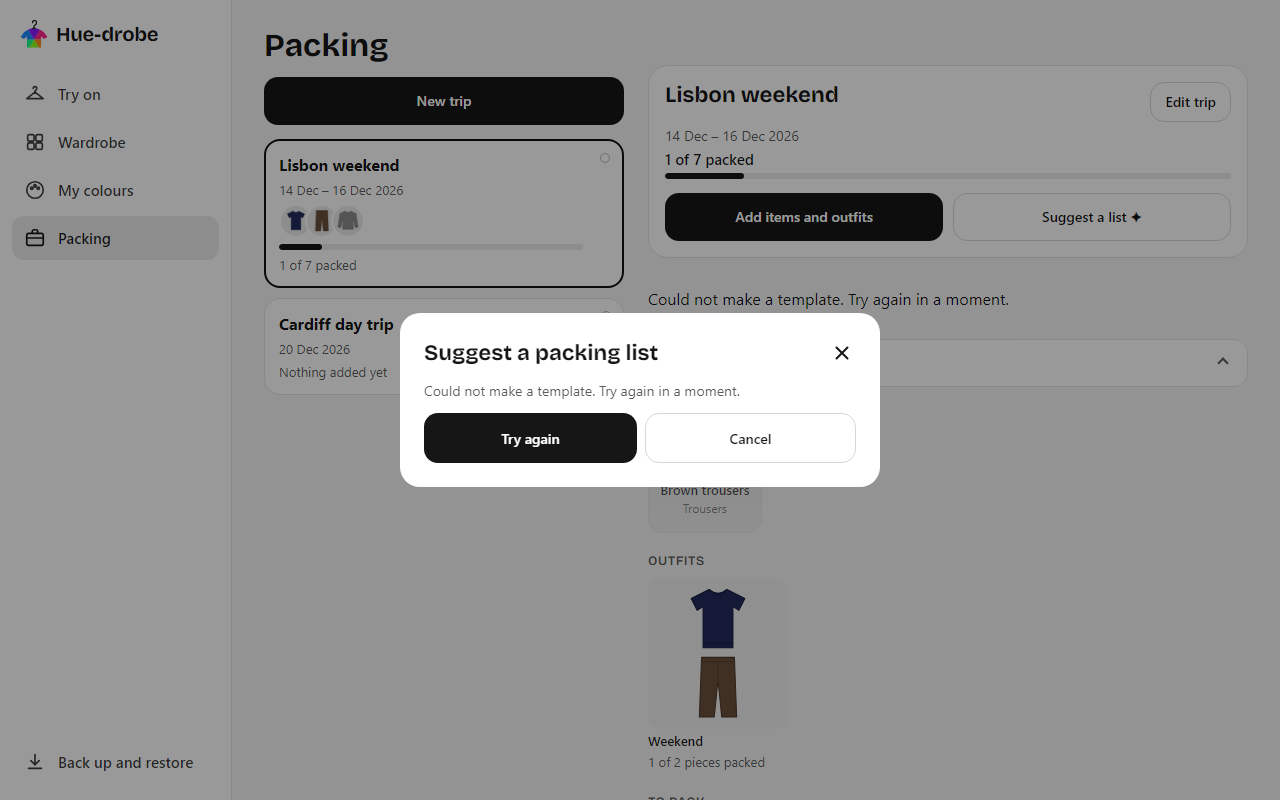 Hue-drobe
Try on
Wardrobe
My colours
Packing
Back up and restore
Packing
New trip
Lisbon weekend
14 Dec – 16 Dec 2026
1 of 7 packed
Cardiff day trip
20 Dec 2026
Nothing added yet
Lisbon weekend
Edit trip
14 Dec – 16 Dec 2026
1 of 7 packed
Add items and outfits
Suggest a list ✦
Could not make a template. Try again in a moment.
Suggest a packing list
Could not make a template. Try again in a moment.
Try again
Cancel
Brown trousers
Trousers
OUTFITS
Weekend
1 of 2 pieces packed